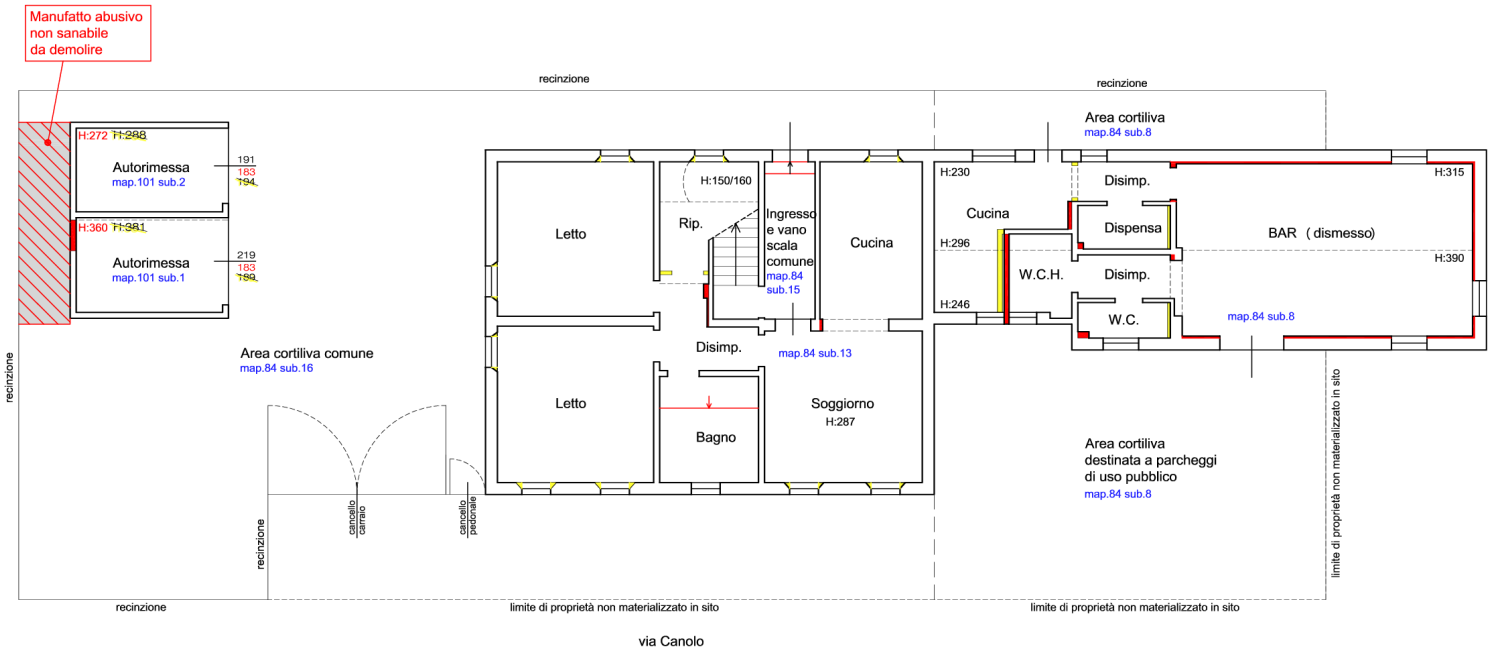 Manufatto abusivo
non sanabile
da demolire
recinzione
recinzione
Area cortiliva
map.84 sub.8
H:272 H:288
Autorimessa
map.101 sub.2
191
183
194
H:360 H:381
Autorimessa
map.101 sub.1
219
183
189
Letto
H:150/160
Rip.
Ingresso
e vano
scala
comune
map.84
sub.15
Cucina
H:230
Cucina
H:296
H:246
Disimp.
Dispensa
W.C.H.
Disimp.
W.C.
H:315
BAR ( dismesso)
H:390
map.84 sub.8
Area cortiliva comune
map.84 sub.16
Disimp.
map.84 sub.13
Letto
Bagno
Soggiorno
H:287
Area cortiliva
destinata a parcheggi
di uso pubblico
map.84 sub.8
recinzione
recinzione
cancello
carraio
cancello
pedonale
limite di proprietà non materializzato in sito
recinzione
limite di proprietà non materializzato in sito
limite di proprietà non materializzato in sito
via Canolo